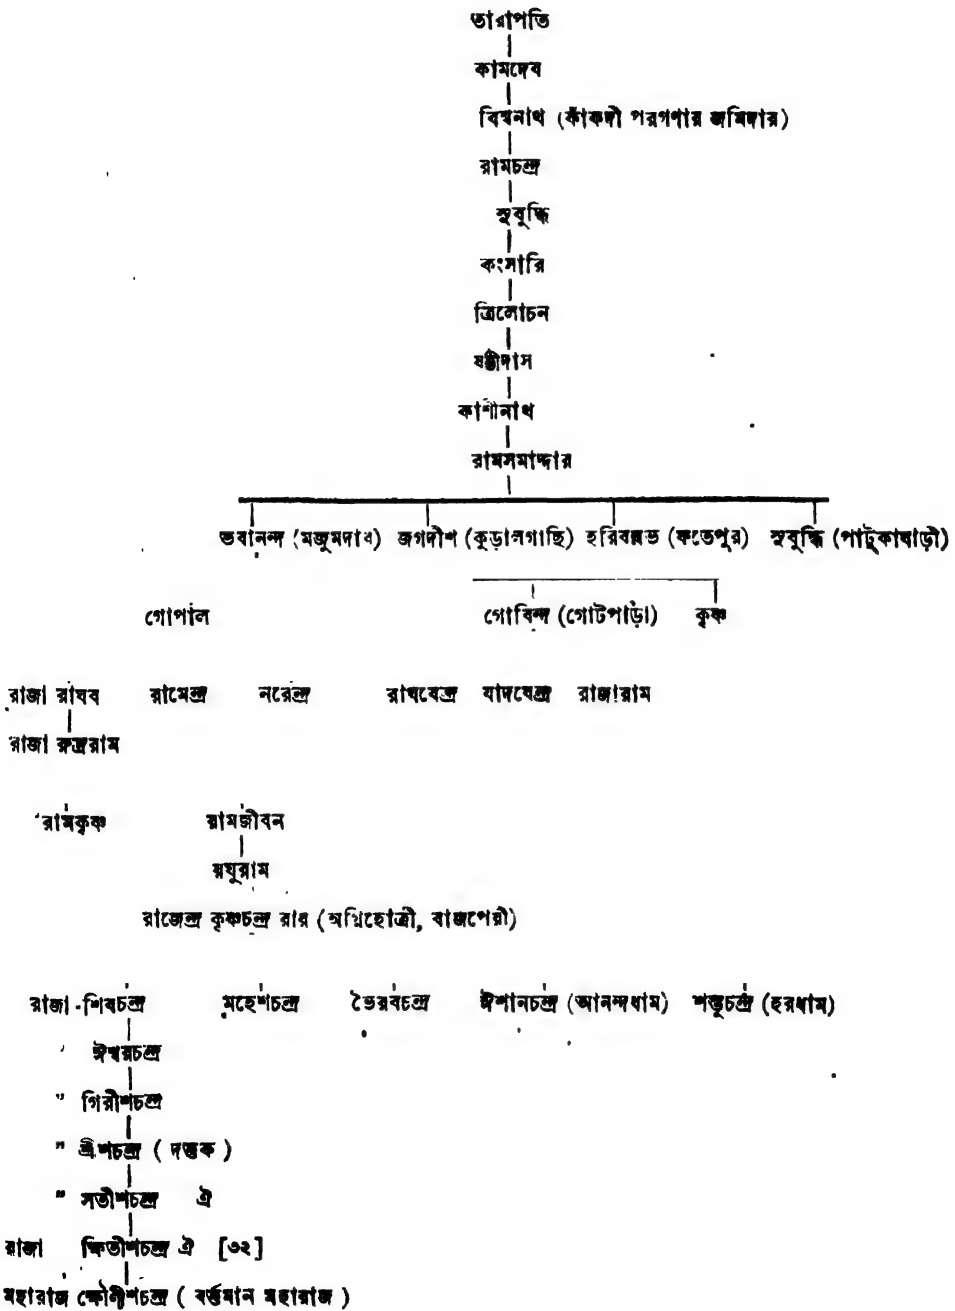 তারাপতি
কামদেব
বিশ্বনাথ (কাঁকদী পরগণার জমিদার)
রামচন্দ্র
সুবুদ্ধি
কংসারি
ত্রিলোচন
ষষ্ঠীদাস
কাশীনাথ
রামসমাদ্দার
ভবানন্দ (মজুমদার) জগদীশ (কুড়ালগাছি) হরিবল্লভ (ফতেপুর) সুবুদ্ধি (পাটুকাবাড়ী)
গোপাল গোবিন্দ (গোটপাড়া) কৃষ্ণ
রাজা রাঘব রামেন্দ্র নরেন্দ্র রাঘবেন্দ্র যাদবেন্দ্র রাজারাম
রাজা রুদ্ররাম
রামকৃষ্ণ রামজীবন
রঘুরাম
রাজেন্দ্র কৃষ্ণচন্দ্র রায় (অগ্নিহোত্রী, বাজপেয়ী)
রাজা শিবচন্দ্র মহেশচন্দ্র ভৈরবচন্দ্র ঈশানচন্দ্র (আনন্দধাম) শম্ভুচন্দ্র (হরধাম)
ঈশ্বরচন্দ্র
" গিরীশচন্দ্র
" শ্রীশচন্দ্র ( দত্তক )
" সতীশচন্দ্র ঐ
রাজা ক্ষিতীশচন্দ্র ঐ [৩২]
মহারাজ ক্ষৌণীশচন্দ্র ( বর্ত্তমান মহারাজ )